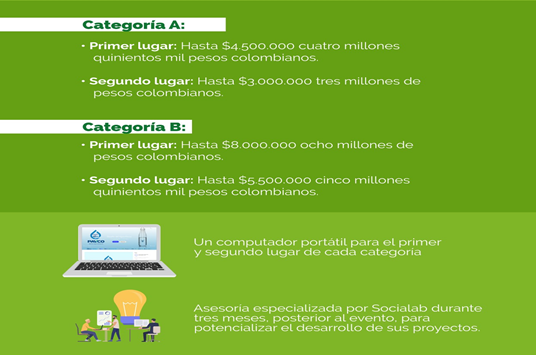 Categoría A:
• Primer lugar: Hasta $4.500.000 cuatro millones
quinientos mil pesos colombianos.
• Segundo lugar: Hasta $3.000.000 tres millones de
pesos colombianos.
Categoría B:
• Primer lugar: Hasta $8.000.000 ocho millones de
pesos colombianos.
• Segundo lugar: Hasta $5.500.000 cinco millones
quinientos mil pesos colombianos.
Un computador portátil para el primer
y segundo lugar de cada categoría
Asesoría especializada por Socialab durante
tres meses, posterior al evento, para
potencializar el desarrollo de sus proyectos.